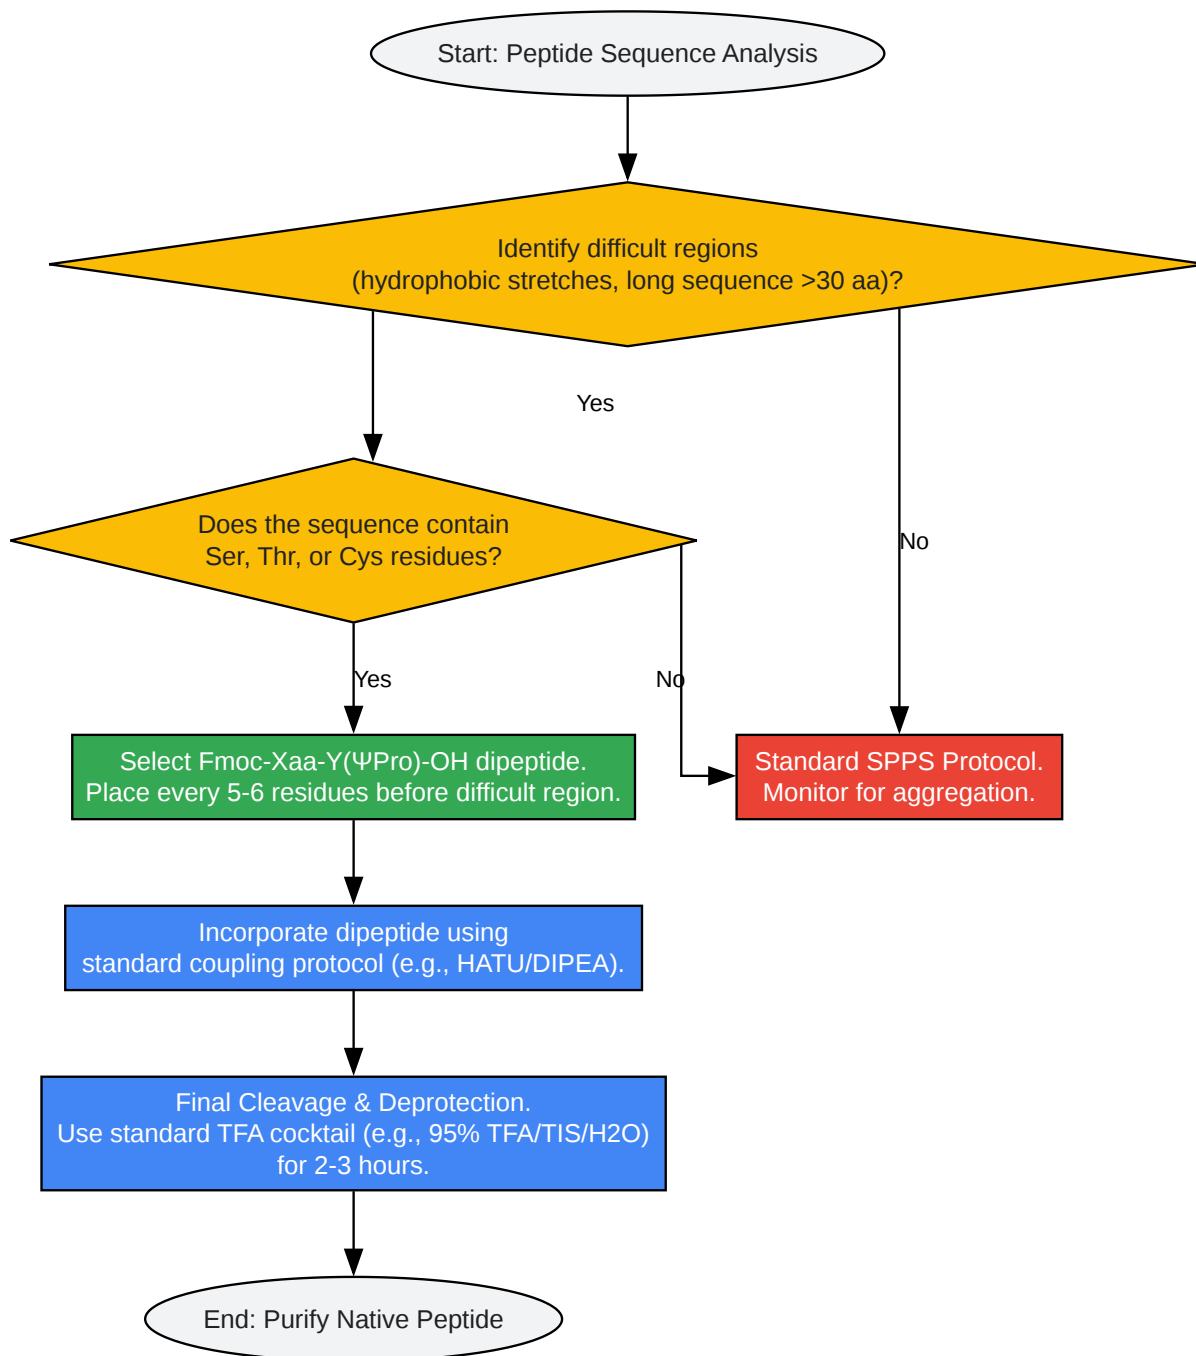 Start: Peptide Sequence Analysis
Identify difficult regions
(hydrophobic stretches, long sequence >30 aa)?
Yes
Does the sequence contain
Ser, Thr, or Cys residues?
No
Yes
No
Select Fmoc-Xaa-Y(ΨPro)-OH dipeptide.
Place every 5-6 residues before difficult region.
Standard SPPS Protocol.
Monitor for aggregation.
Incorporate dipeptide using
standard coupling protocol (e.g., HATU/DIPEA).
Final Cleavage & Deprotection.
Use standard TFA cocktail (e.g., 95% TFA/TIS/H2O)
for 2-3 hours.
End: Purify Native Peptide